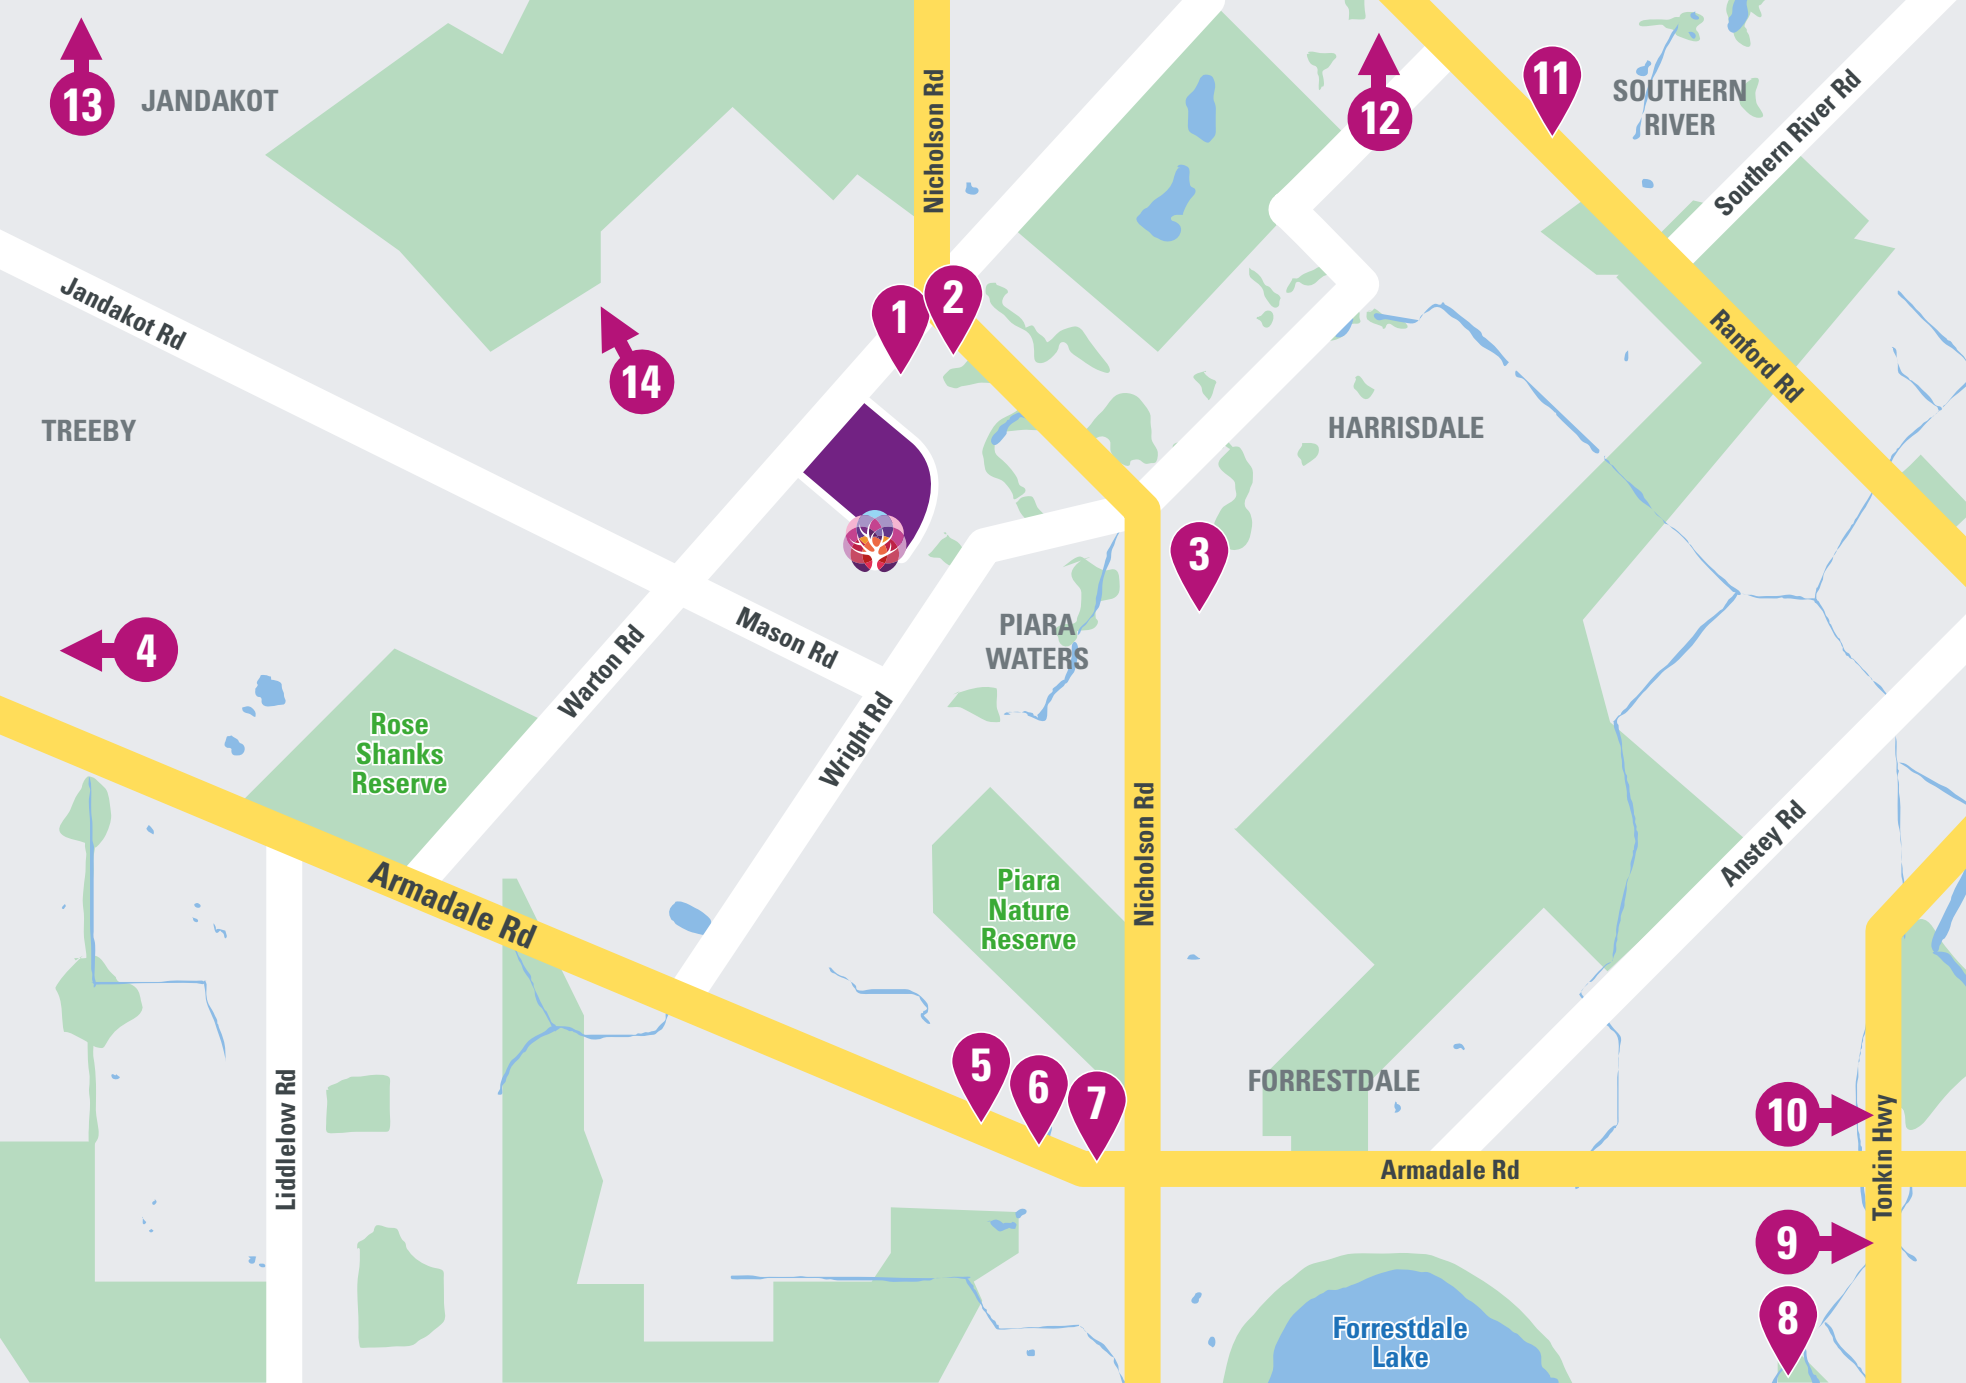 13
JANDAKOT
Nicholson Rd
12
11
SOUTHERN
RIVER
Southern River Rd
Jandakot Rd
1
2
14
Ranford Rd
TREEBY
HARRISDALE
3
4
Mason Rd
Warton Rd
PIARA
WATERS
Wright Rd
Rose
Shanks
Reserve
Armadale Rd
Piara
Nature
Reserve
Nicholson Rd
Anstey Rd
5
6
7
FORRESTDALE
Liddlelow Rd
10
Armadale Rd
Tonkin Hwy
9
8
Forrestdale
Lake